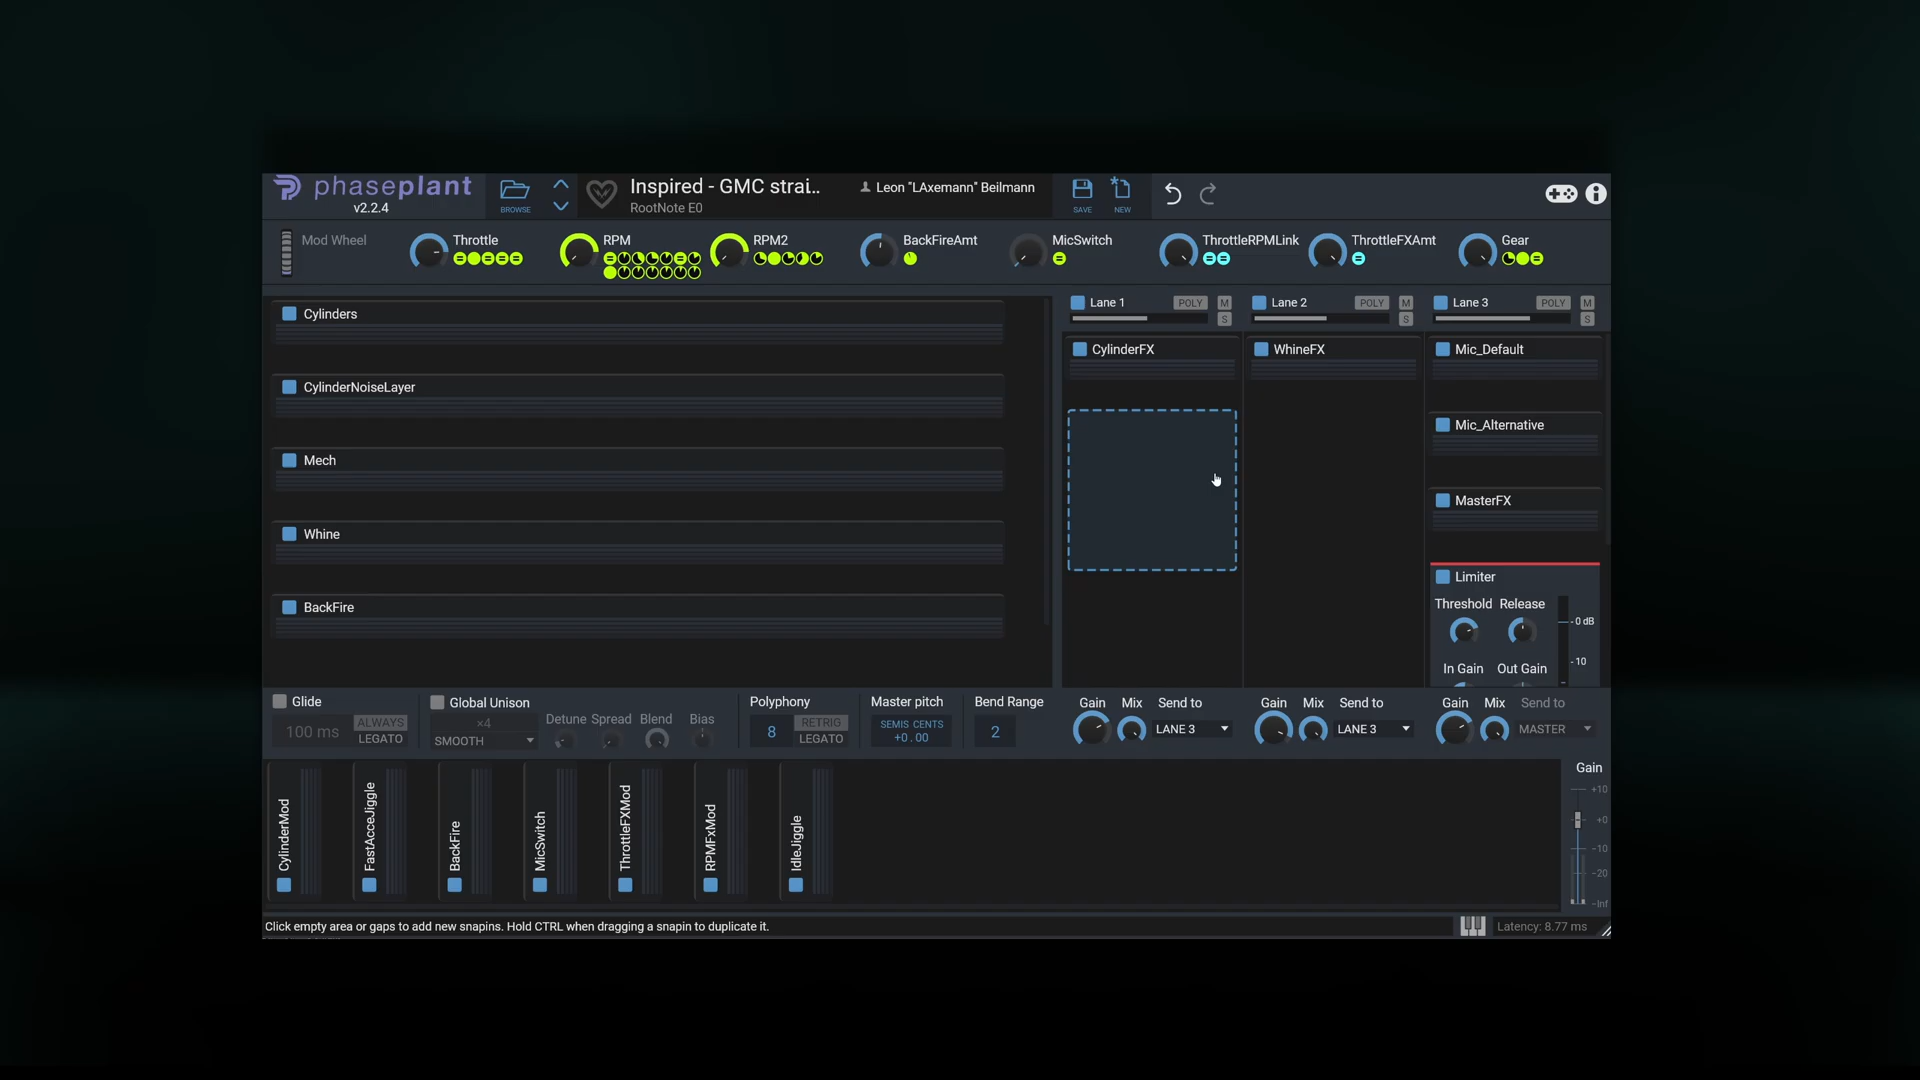 phaseplant
v2.2.4
BROWSE
Inspired - GMC strai...
RootNote E0
Leon "LAxemann" Beilmann
SAVE
NEW
Mod Wheel
Throttle
RPM
RPM2
BackFireAmt
MicSwitch
ThrottleRPMLink
ThrottleFXAmt
Gear
Cylinders
CylinderNoiseLayer
Mech
Whine
BackFire
Lane 1 POLY M
S
Lane 2 POLY M
S
Lane 3 POLY M
S
CylinderFX
WhineFX
Mic_Default
Mic_Alternative
MasterFX
Limiter
Threshold Release
-0 dB
-10
In Gain Out Gain
Glide
100 ms ALWAYS
LEGATO
Global Unison
×4
SMOOTH
Detune Spread Blend Bias
Polyphony
8 RETRIG
LEGATO
Master pitch
SEMIS CENTS
+0.00
Bend Range
2
Gain Mix Send to
LANE 3
Gain Mix Send to
LANE 3
Gain Mix Send to
MASTER
CylinderMod
FastAcceJiggle
BackFire
MicSwitch
ThrottleFXMod
RPMFxMod
IdleJiggle
Gain
+10
+0
-10
-20
-Inf
Click empty area or gaps to add new snapins. Hold CTRL when dragging a snapin to duplicate it.
Latency: 8.77 ms